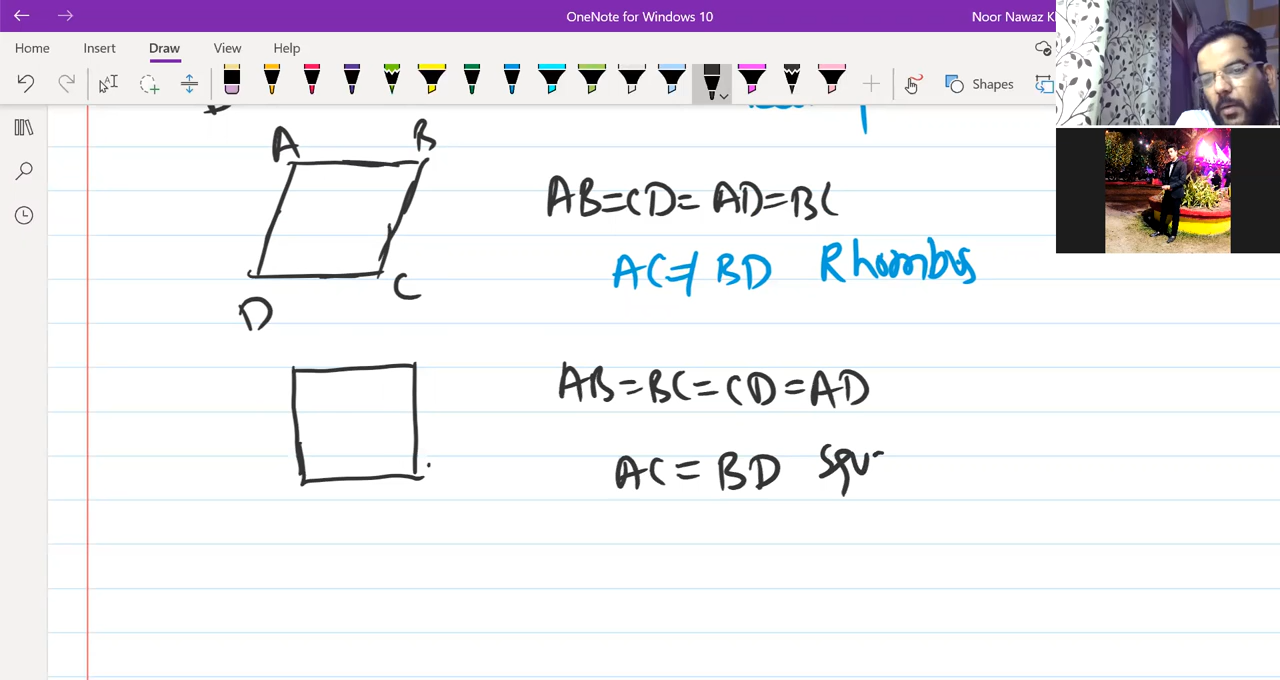 OneNote for Windows 10
Noor Nawaz K
Home Insert Draw View Help
Shapes
A B
AB=CD=AD=BC
AC≠BD Rhombus
D C
AB=BC=CD=AD
AC=BD squ